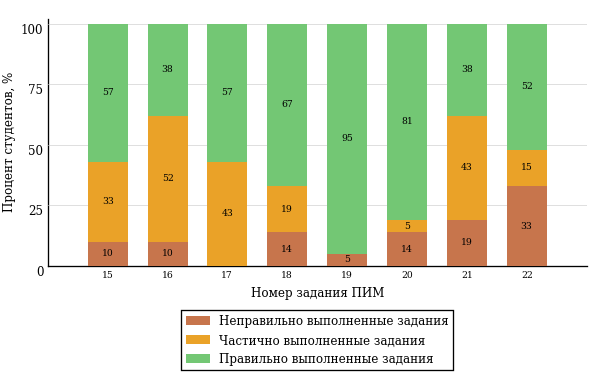 100
75
50
25
0
Процент студентов, %
57 38 57 67 95 81 38 52
33 52 43 19 5 43 15
10 10 14 5 14 19 33
15 16 17 18 19 20 21 22
Номер задания ПИМ
Неправильно выполненные задания
Частично выполненные задания
Правильно выполненные задания